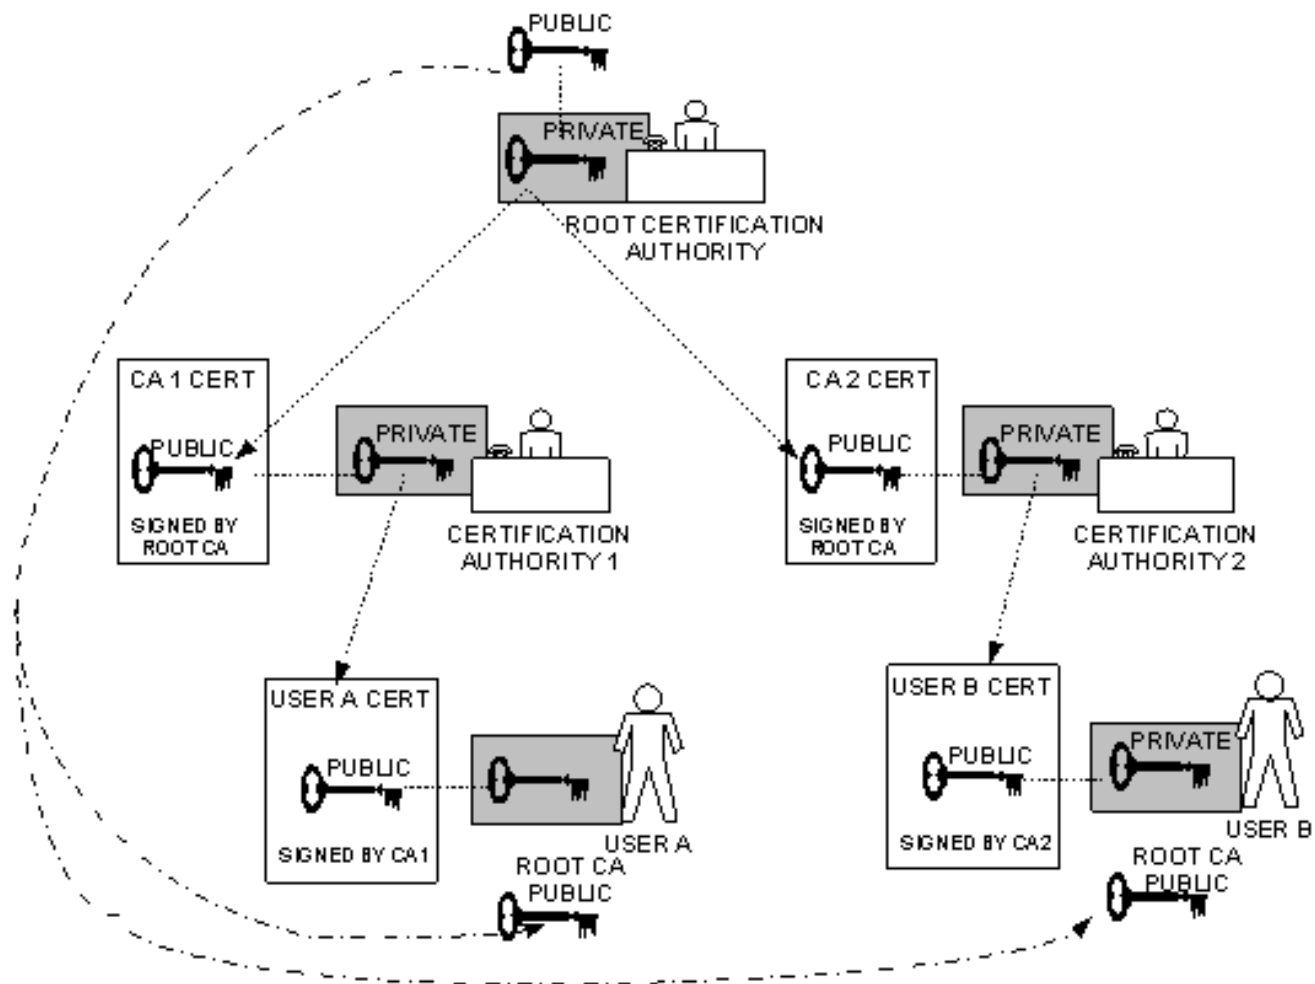 PUBLIC
PRIVATE
ROOT CERTIFICATION
AUTHORITY
CA 1 CERT
PUBLIC
SIGNED BY
ROOT CA
PRIVATE
CERTIFICATION
AUTHORITY 1
CA 2 CERT
PUBLIC
SIGNED BY
ROOT CA
PRIVATE
CERTIFICATION
AUTHORITY 2
USER A CERT
PUBLIC
SIGNED BY CA1
USER A
ROOT CA
PUBLIC
USER B CERT
PUBLIC
SIGNED BY CA2
PRIVATE
USER B
ROOT CA
PUBLIC